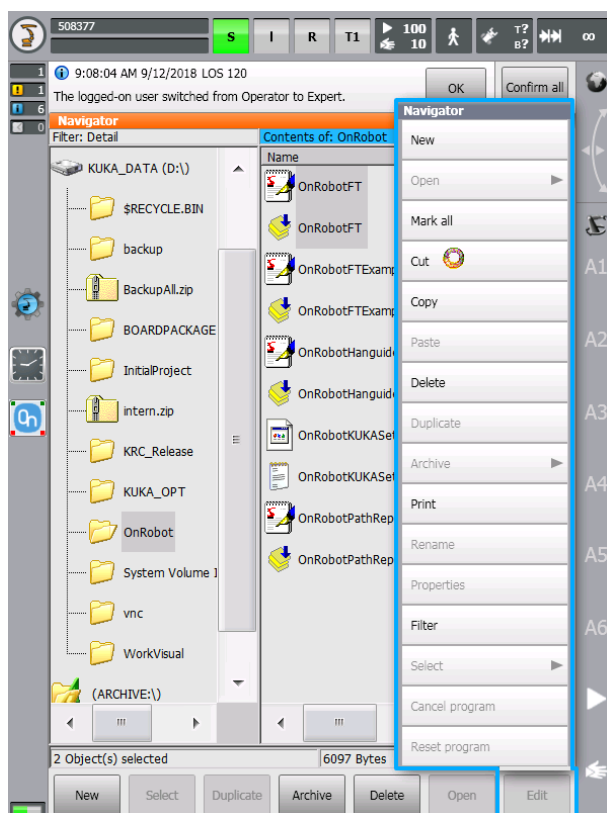 508377
S
I
R
T1
100
10
T?
B?
∞
1
1
6
0
9:08:04 AM 9/12/2018 LOS 120
The logged-on user switched from Operator to Expert.
OK
Confirm all
Navigator
Filter: Detail
Contents of: OnRobot
Name
KUKA_DATA (D:\)
$RECYCLE.BIN
backup
BackupAll.zip
BOARDPACKAGE
InitialProject
intern.zip
KRC_Release
KUKA_OPT
OnRobot
System Volume I
vnc
WorkVisual
(ARCHIVE:\)
OnRobotFT
OnRobotFT
OnRobotFTExamp
OnRobotFTExamp
OnRobotHanguide
OnRobotHanguide
OnRobotKUKASet
OnRobotKUKASet
OnRobotPathRep
OnRobotPathRep
Navigator
New
Open
Mark all
Cut
Copy
Paste
Delete
Duplicate
Archive
Print
Rename
Properties
Filter
Select
Cancel program
Reset program
A1
A2
A3
A4
A5
A6
2 Object(s) selected
6097 Bytes
New
Select
Duplicate
Archive
Delete
Open
Edit